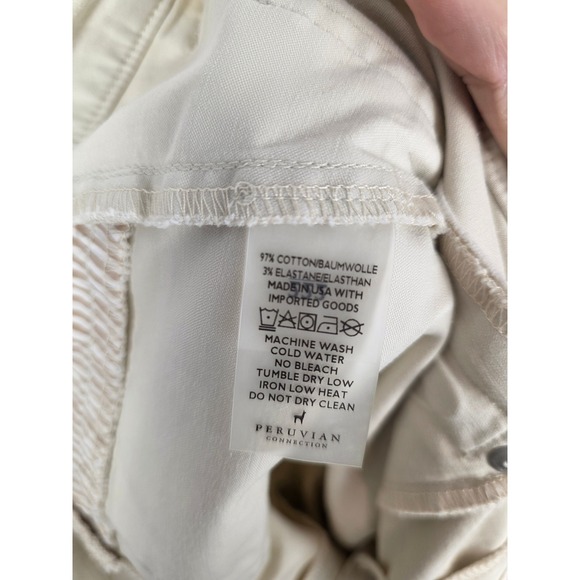 97% COTTON/BAUMWOLLE
3% ELASTANE/ELASTHAN
MADE IN USA WITH
IMPORTED GOODS
MACHINE WASH
COLD WATER
NO BLEACH
TUMBLE DRY LOW
IRON LOW HEAT
DO NOT DRY CLEAN
PERUVIAN
CONNECTION